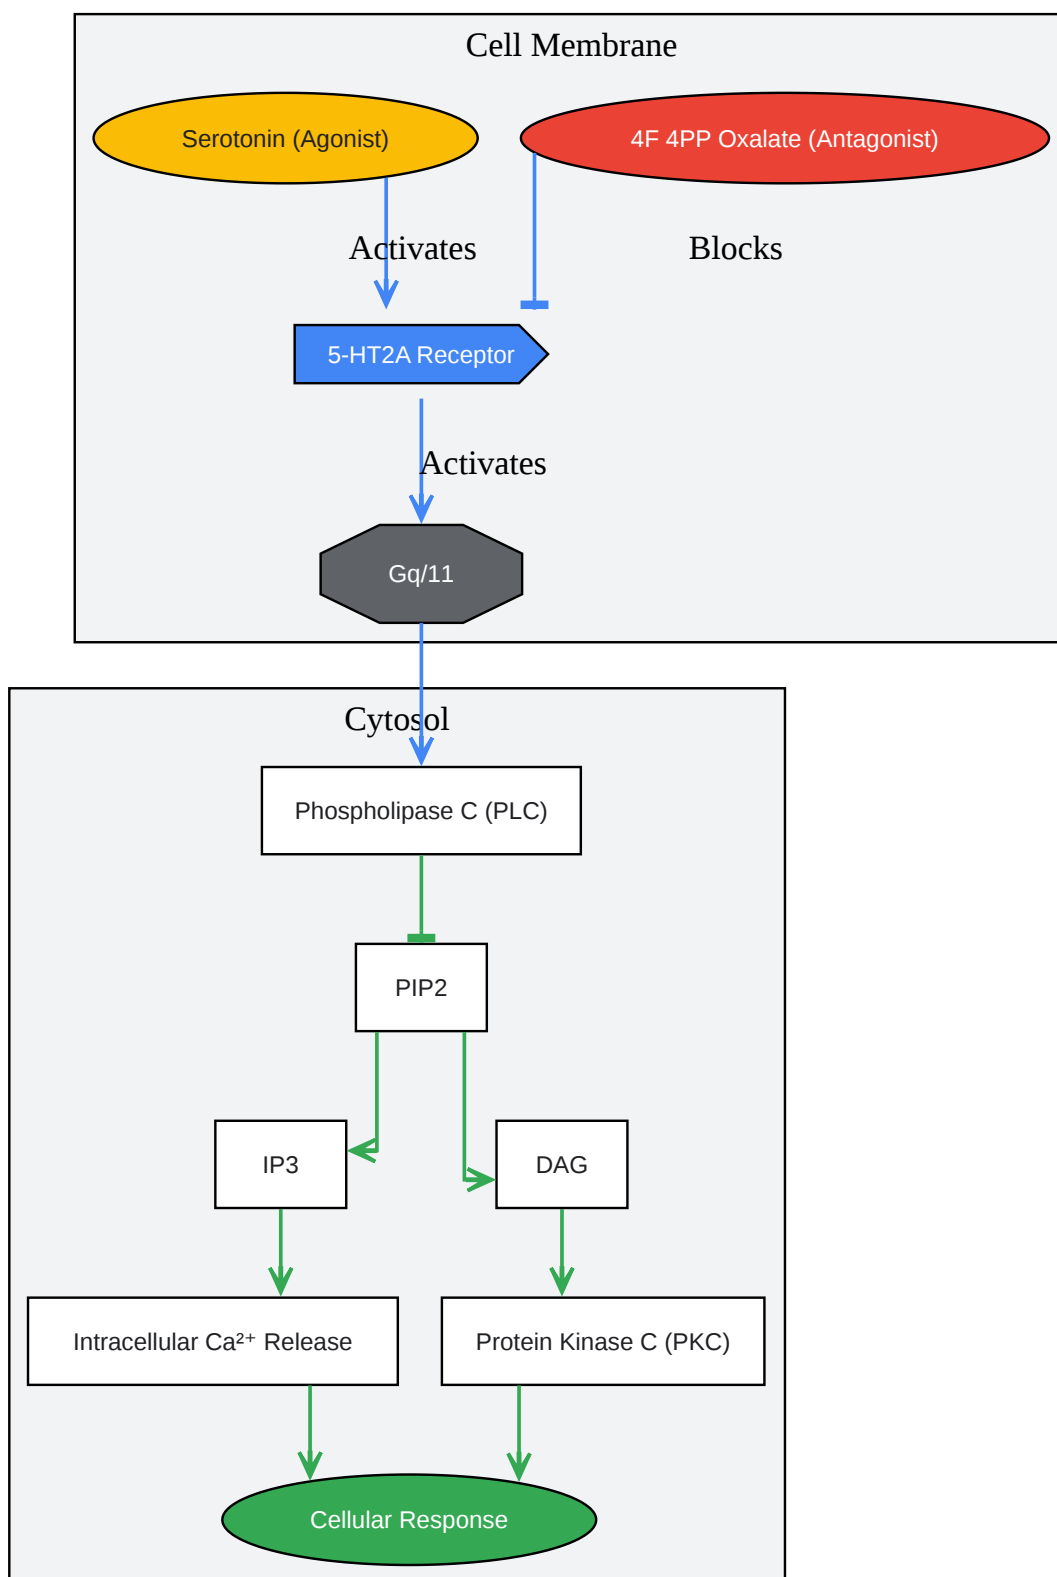 Cell Membrane
Serotonin (Agonist)
4F 4PP Oxalate (Antagonist)
Activates
Blocks
5-HT2A Receptor
Activates
Gq/11
Cytosol
Phospholipase C (PLC)
PIP2
IP3
DAG
Intracellular Ca²⁺ Release
Protein Kinase C (PKC)
Cellular Response